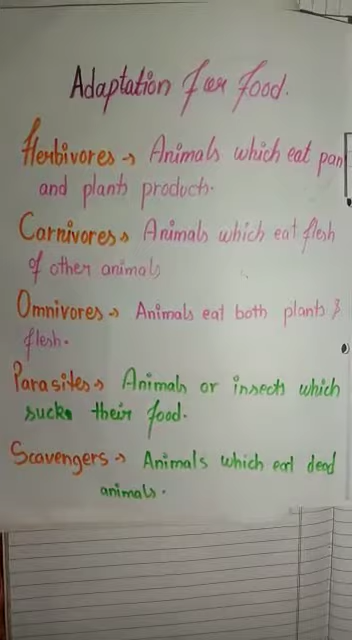 Adaptation for food.
Herbivores → Animals which eat pan
and plants products.
Carnivores → Animals which eat flesh
of other animals
Omnivores → Animals eat both plants &
flesh.
Parasites → Animals or insects which
suck their food.
Scavengers → Animals which eat dead
animals.